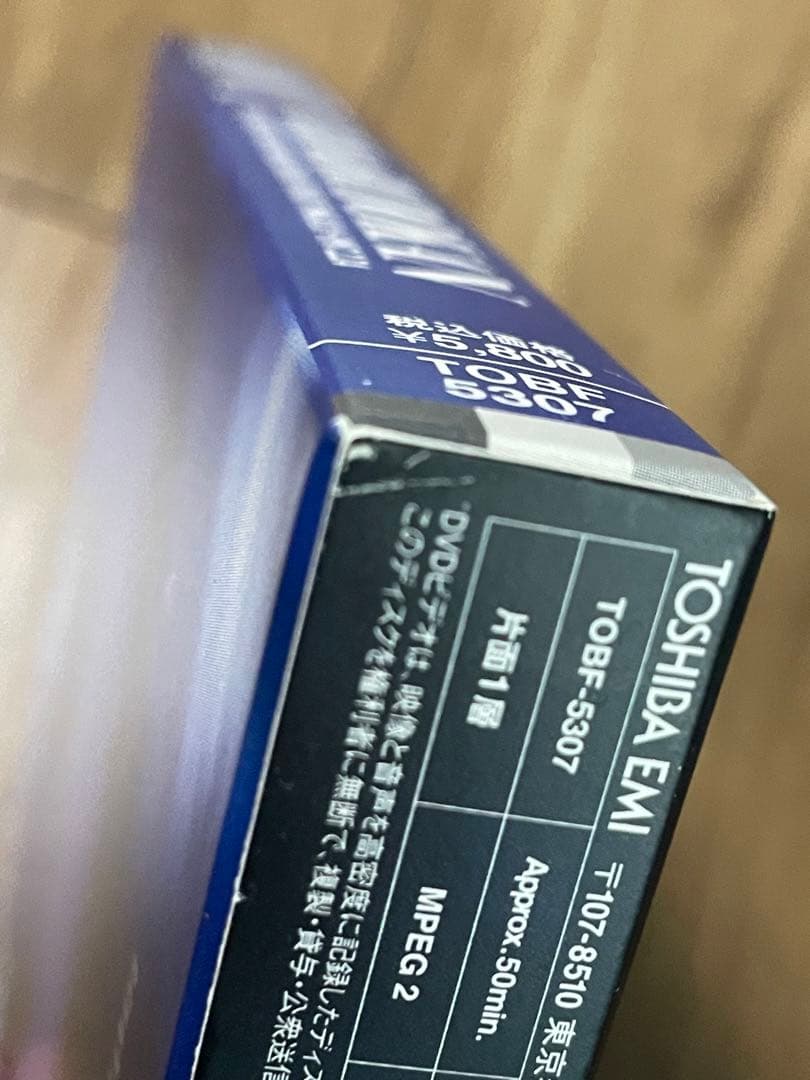 税込価格
¥5,800
TOBF
5307
TOSHIBA EMI 〒107-8510 東京
TOBF-5307 Approx.50min.
片面1層 MPEG 2
*DVDビデオは、映像と音声を高密度に記録したディス
このディスクを権利者に無断で、複製・貸与・公衆送信